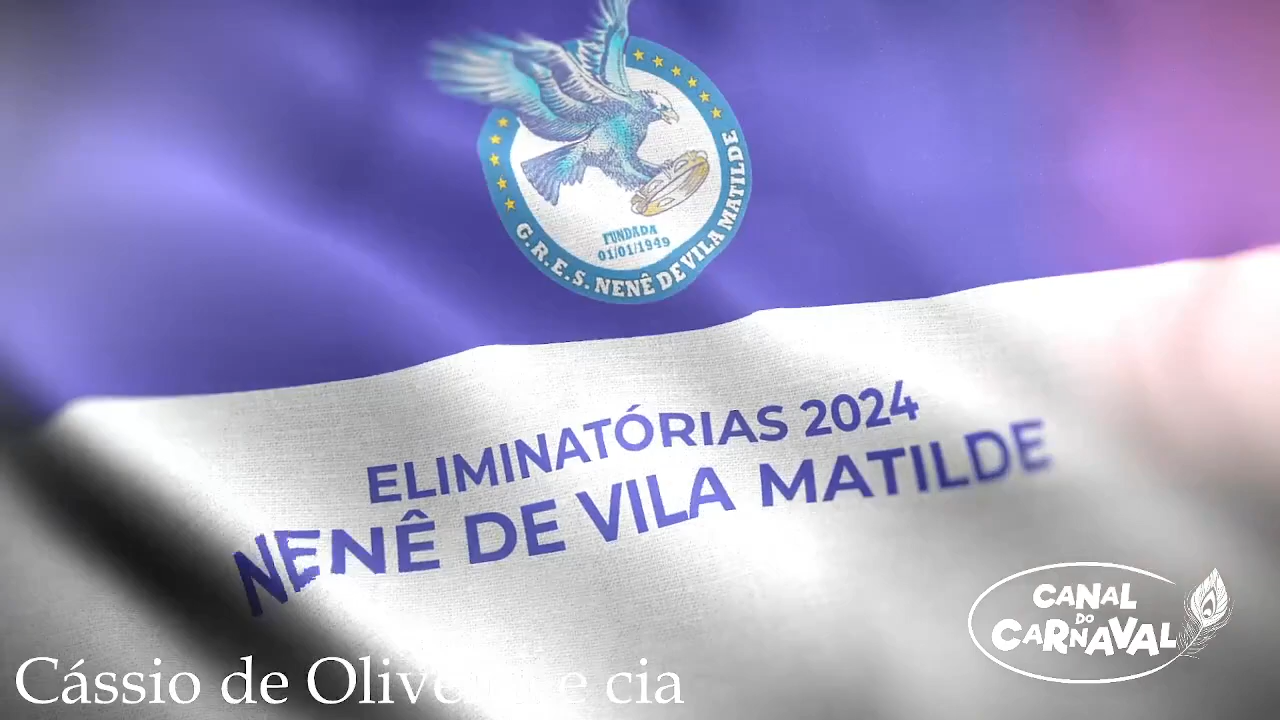 G.R.E.S. NENÊ DE VILA MATILDE
FUNDADA
01/01/1949
ELIMINATÓRIAS 2024
NENÊ DE VILA MATILDE
CANAL
DO
CARNAVAL
Cássio de e cia